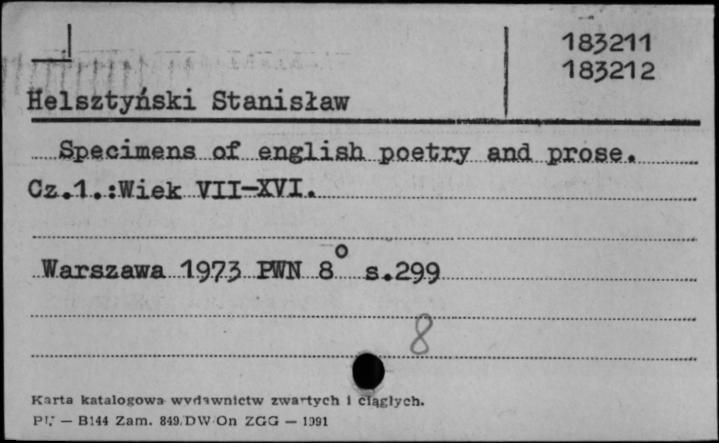 183211
183212
Helsztyński Stanisław
Specimens of english poetry and prose.
Cz.1.:Wiek VII-XVI.
Warszawa 1973 PWN 8° s.299
8
Karta katalogowa wydawnictw zwartych i ciągłych.
PU — B144 Zam. 849/DW/On ZGG — 1991